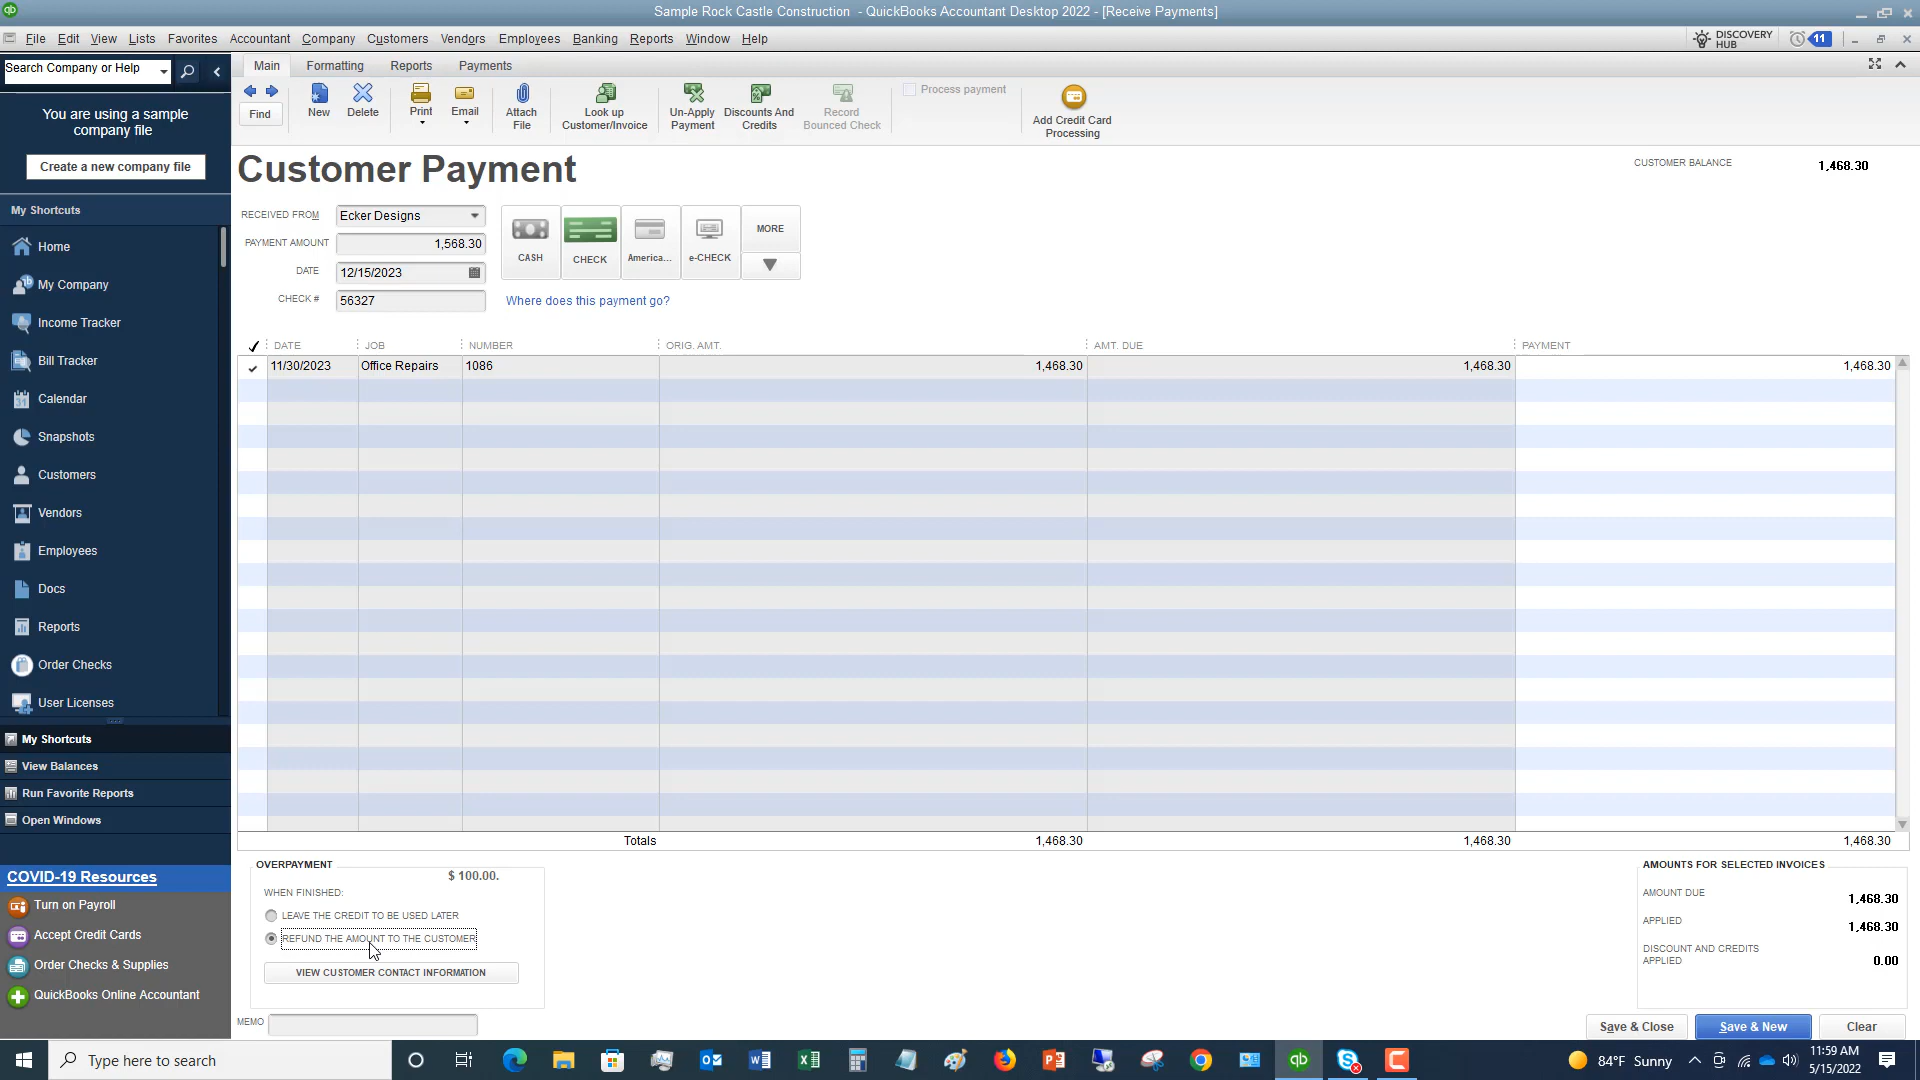 Sample Rock Castle Construction - QuickBooks Accountant Desktop 2022 - [Receive Payments]
File Edit View Lists Favorites Accountant Company Customers Vendors Employees Banking Reports Window Help
DISCOVERY HUB 11
Search Company or Help
Main Formatting Reports Payments
You are using a sample company file
Create a new company file
Find New Delete Print Email Attach File Look up Customer/Invoice Un-Apply Payment Discounts And Credits Record Bounced Check Process payment Add Credit Card Processing
Customer Payment
CUSTOMER BALANCE 1,468.30
My Shortcuts
Home
My Company
Income Tracker
Bill Tracker
Calendar
31
Snapshots
Customers
Vendors
Employees
Docs
Reports
Order Checks
User Licenses
My Shortcuts
View Balances
Run Favorite Reports
Open Windows
COVID-19 Resources
Turn on Payroll
Accept Credit Cards
Order Checks & Supplies
QuickBooks Online Accountant
RECEIVED FROM Ecker Designs
PAYMENT AMOUNT 1,568.30
DATE 12/15/2023
CHECK # 56327
CASH CHECK America... e-CHECK MORE
Where does this payment go?
DATE JOB NUMBER ORIG. AMT. AMT. DUE PAYMENT
11/30/2023 Office Repairs 1086 1,468.30 1,468.30 1,468.30
Totals 1,468.30 1,468.30 1,468.30
OVERPAYMENT
$ 100.00.
WHEN FINISHED:
LEAVE THE CREDIT TO BE USED LATER
REFUND THE AMOUNT TO THE CUSTOMER
VIEW CUSTOMER CONTACT INFORMATION
MEMO
AMOUNTS FOR SELECTED INVOICES
AMOUNT DUE 1,468.30
APPLIED 1,468.30
DISCOUNT AND CREDITS APPLIED 0.00
Save & Close Save & New Clear
Type here to search
84°F Sunny
11:59 AM
5/15/2022